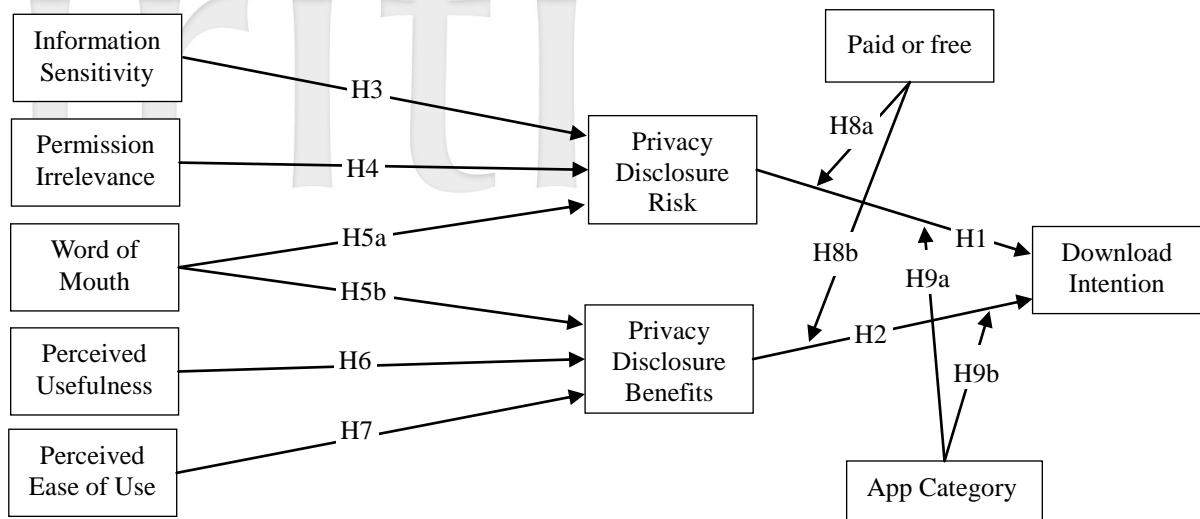 Information
Sensitivity
Permission
Irrelevance
Word of
Mouth
Perceived
Usefulness
Perceived
Ease of Use
H3
H4
H5a
H5b
H6
H7
Privacy
Disclosure
Risk
Privacy
Disclosure
Benefits
Paid or free
H8a
H8b
H1
H9a
H2
H9b
Download
Intention
App Category